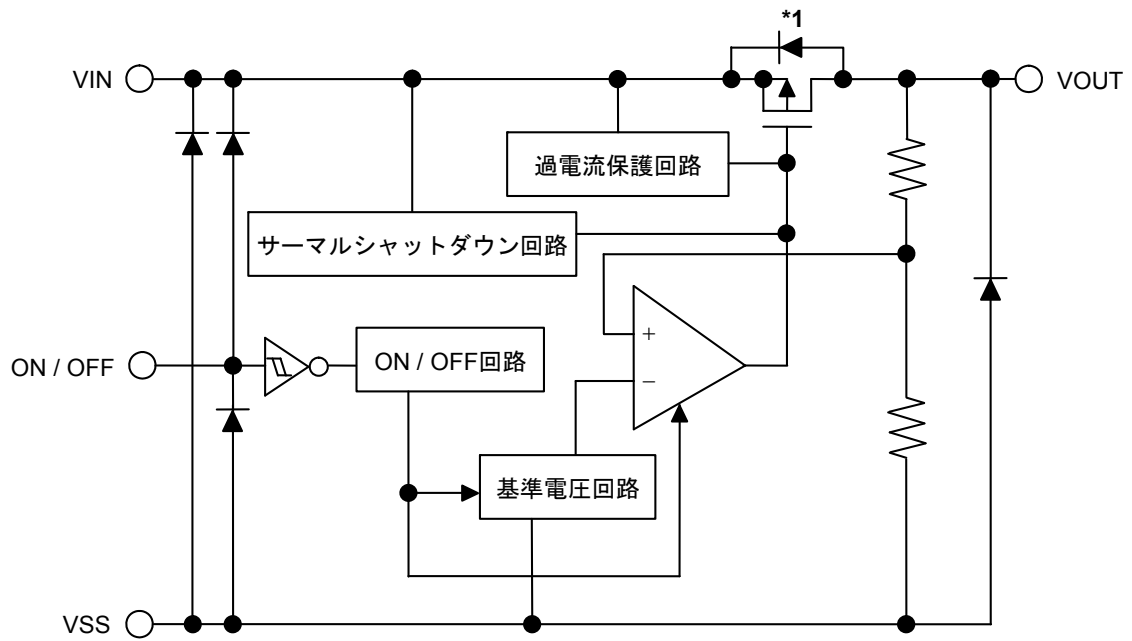 *1
VIN
VOUT
過電流保護回路
サーマルシャットダウン回路
+
ON / OFF
ON / OFF回路
−
基準電圧回路
VSS